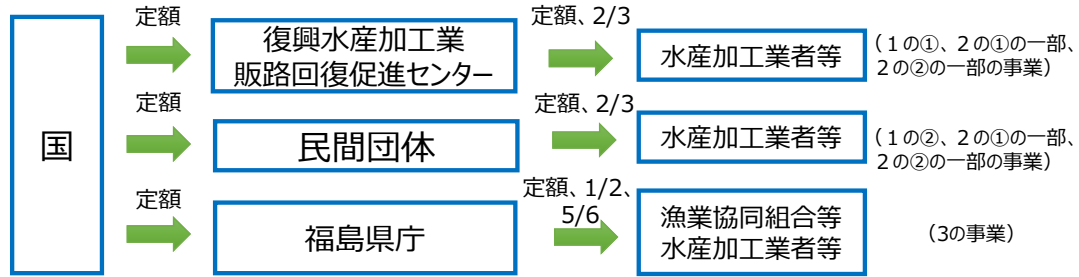 国
定額
復興水産加工業
販路回復促進センター
定額、2/3
水産加工業者等
（１の①、２の①の一部、
２の②の一部の事業）
定額
民間団体
定額、2/3
水産加工業者等
（１の②、２の①の一部、
２の②の一部の事業）
定額
福島県庁
定額、1/2、
5/6
漁業協同組合等
水産加工業者等
（3の事業）